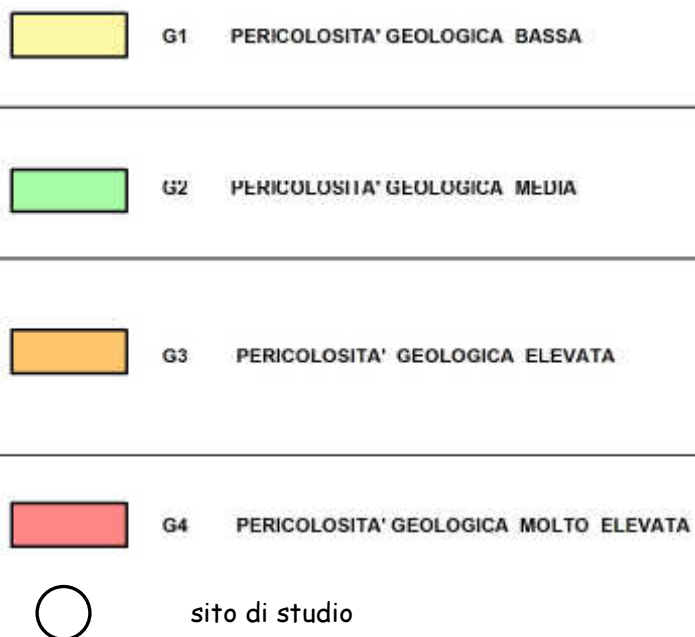 G1 PERICOLOSITA' GEOLOGICA BASSA
G2 PERICOLOSITA' GEOLOGICA MEDIA
G3 PERICOLOSITA' GEOLOGICA ELEVATA
G4 PERICOLOSITA' GEOLOGICA MOLTO ELEVATA
sito di studio